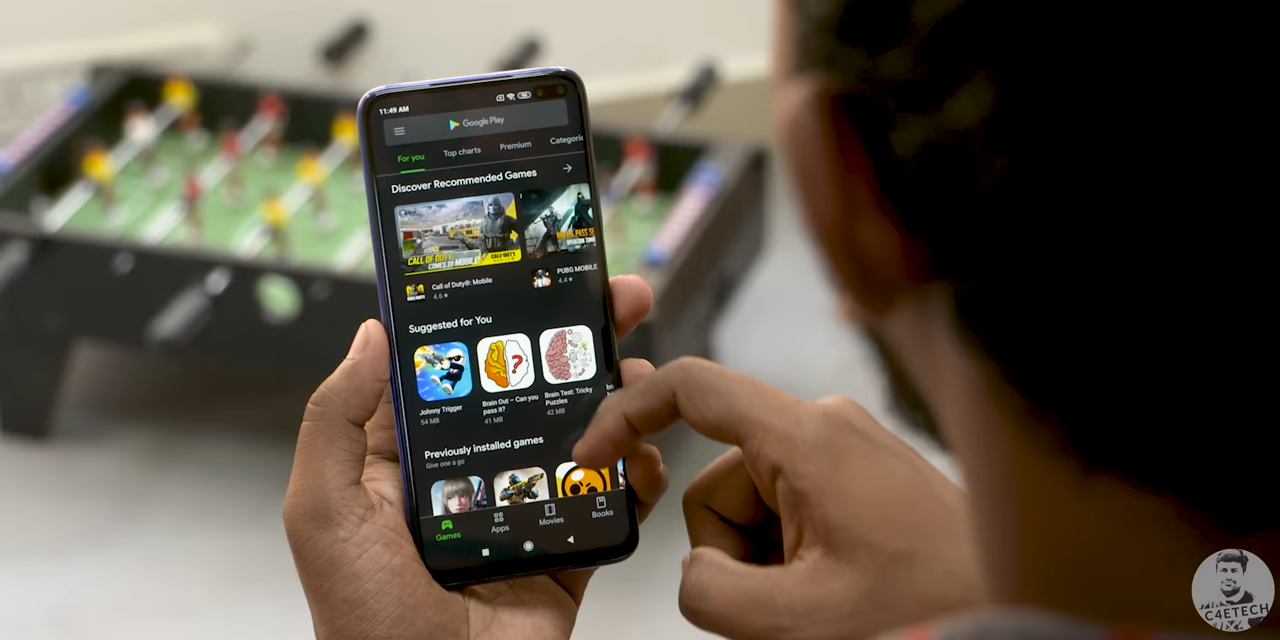 11:49 AM
Google Play
For you Top charts Premium Categorie
Discover Recommended Games
CALL OF DUTY
COMES TO MOBILE
CALL OF DUTY
Call of Duty®: Mobile
4.6 ★
PUBG MOBILE
4.4 ★
Suggested for You
Johnny Trigger
54 MB
Brain Out – Can you
pass it?
41 MB
Brain Test: Tricky
Puzzles
42 MB
Previously installed games
Give one a go
Games Apps Movies Books
C4ETECH